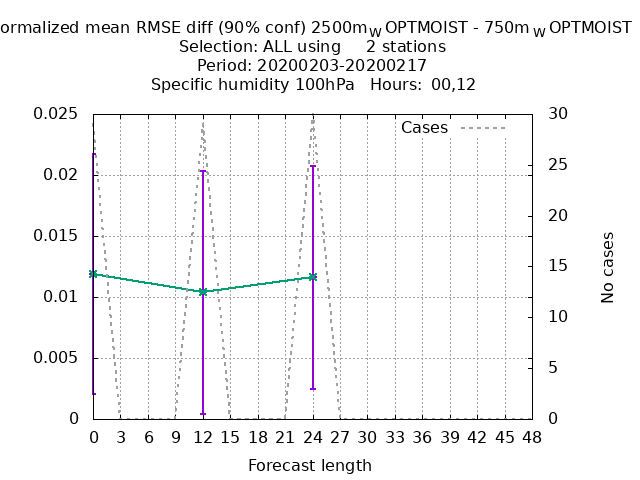 ormalized mean RMSE diff (90% conf) 2500m W OPTMOIST - 750m W OPTMOIST
Selection: ALL using 2 stations
Period: 20200203-20200217
Specific humidity 100hPa Hours: 00,12
Cases
0.025
0.02
0.015
0.01
0.005
0
30
25
20
15
10
5
0
No cases
0 3 6 9 12 15 18 21 24 27 30 33 36 39 42 45 48
Forecast length